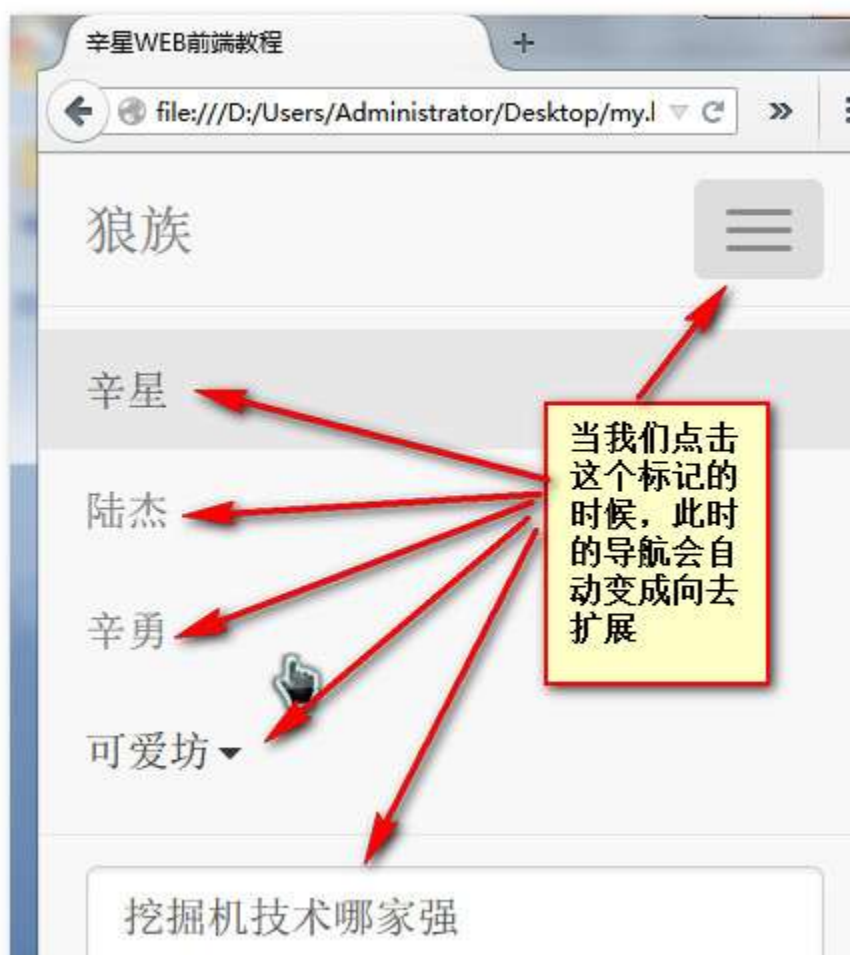 辛星WEB前端教程
+
file:///D:/Users/Administrator/Desktop/my.l
狼族
辛星
当我们点击
这个标记的
时候，此时
的导航会自
动变成向去
扩展
陆杰
辛勇
可爱坊
挖掘机技术哪家强